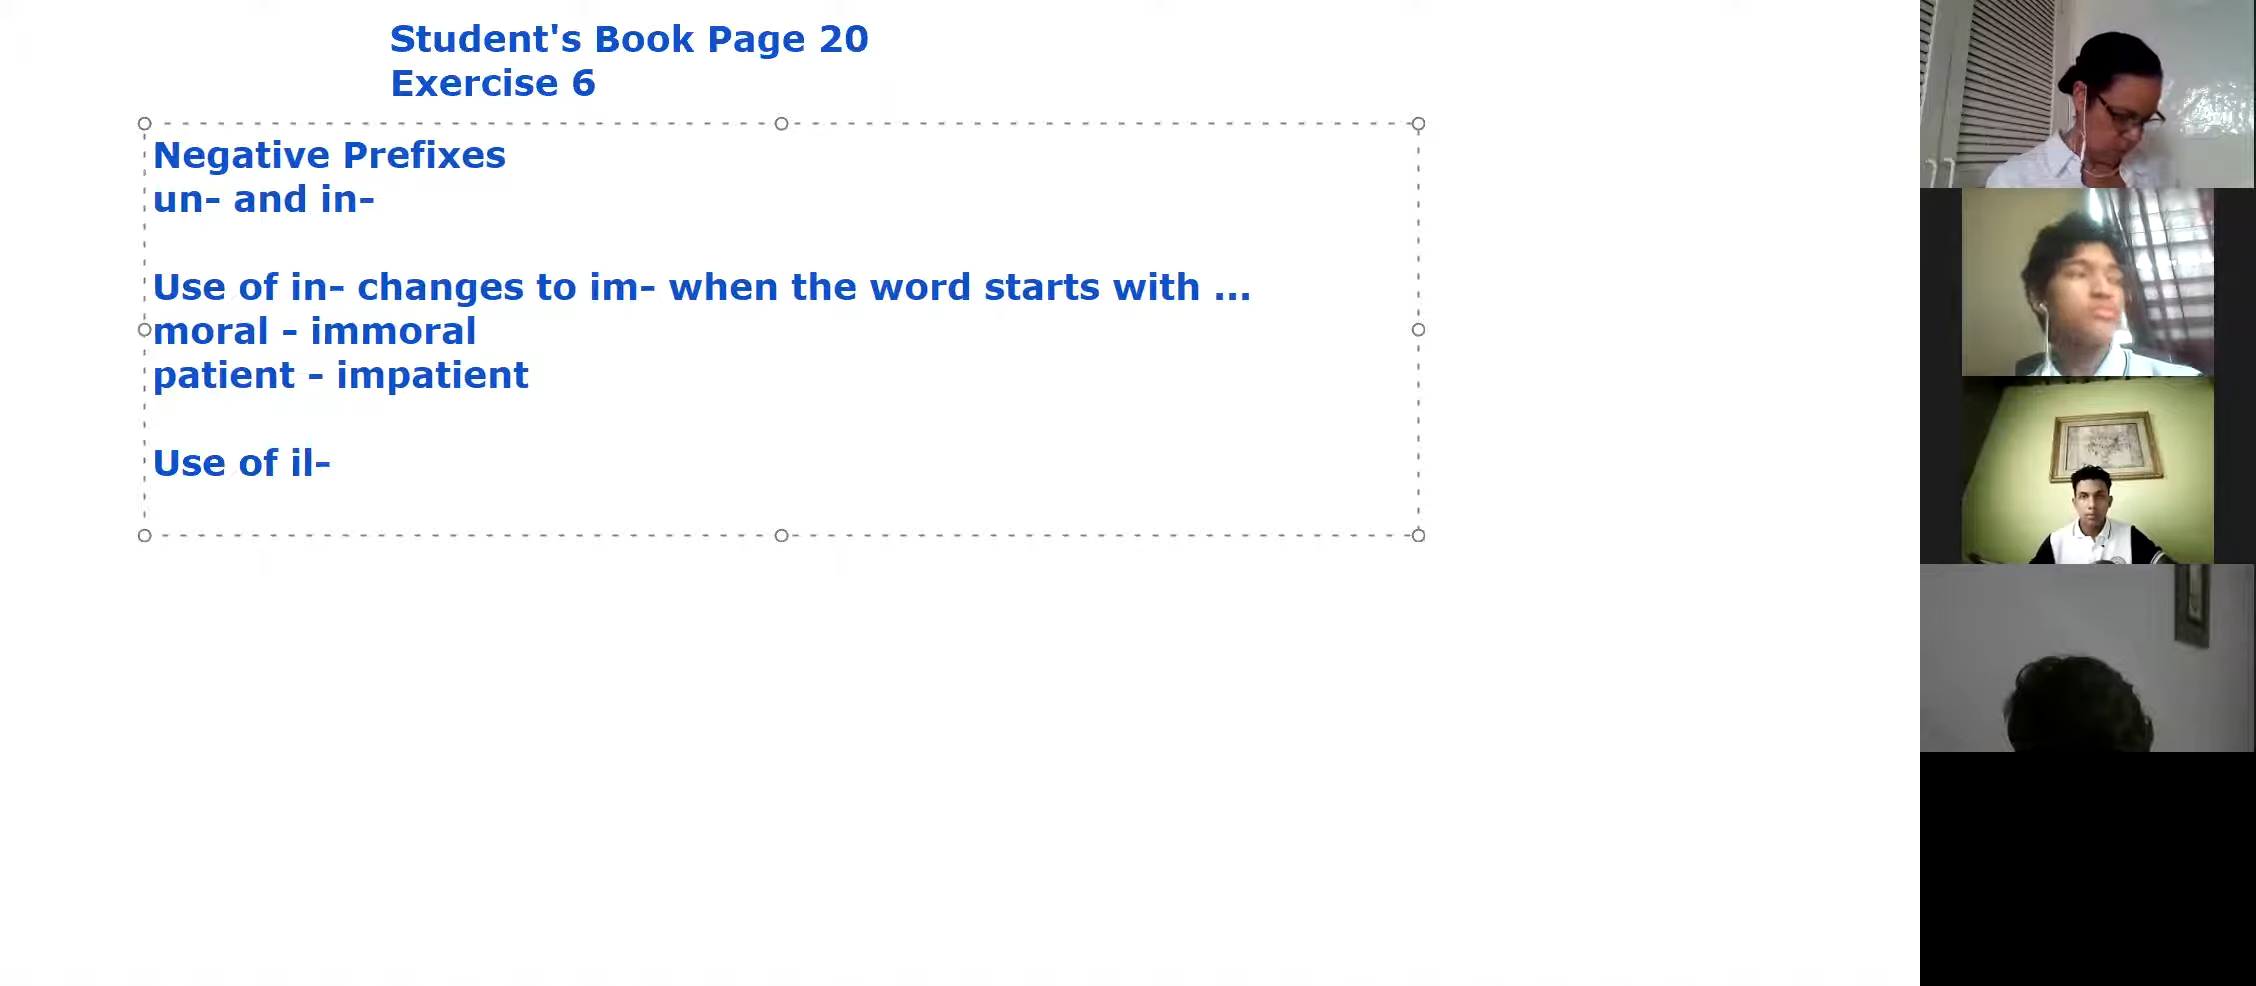 Student's Book Page 20
Exercise 6
Negative Prefixes
un- and in-
Use of in- changes to im- when the word starts with ...
moral - immoral
patient - impatient
Use of il-